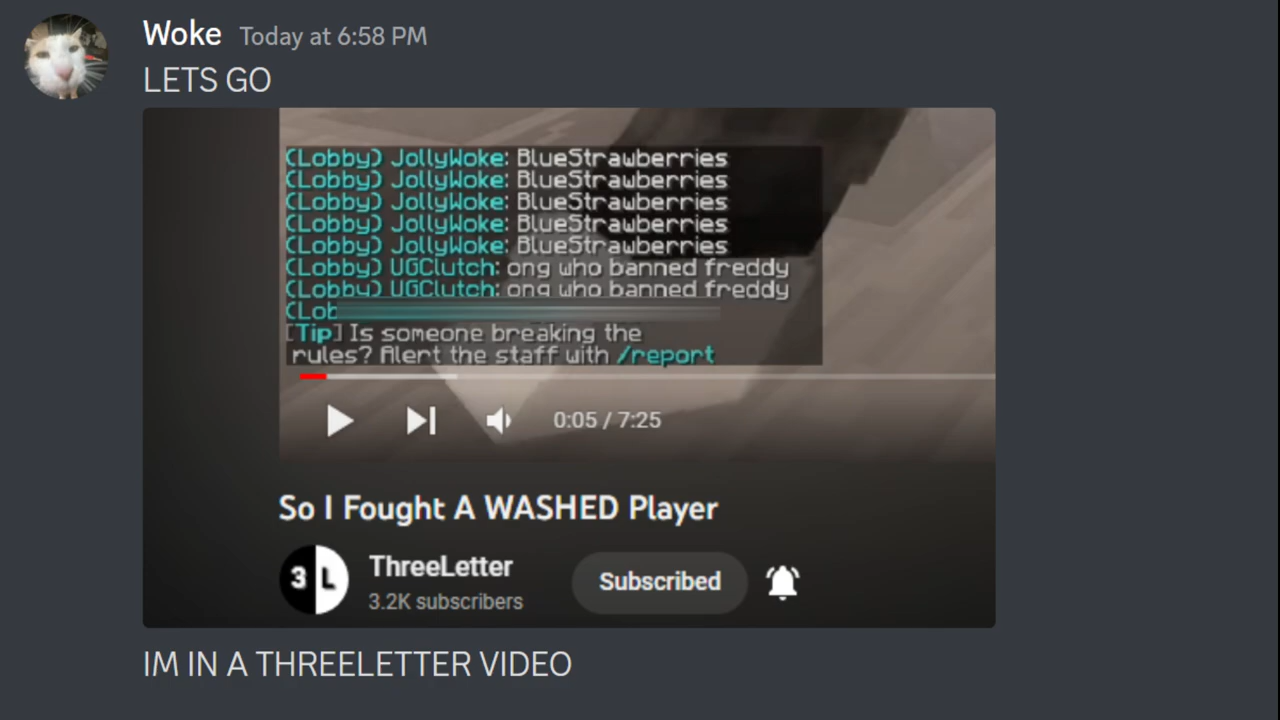 Woke Today at 6:58 PM
LETS GO
(Lobby) JollyWoke: BlueStrawberries
(Lobby) JollyWoke: BlueStrawberries
(Lobby) JollyWoke: BlueStrawberries
(Lobby) JollyWoke: BlueStrawberries
(Lobby) JollyWoke: BlueStrawberries
(Lobby) UGClutch: ong who banned freddy
(Lobby) UGClutch: ong who banned freddy
(Lob
[Tip] Is someone breaking the
rules? Alert the staff with /report
0:05 / 7:25
So I Fought A WASHED Player
3 L ThreeLetter Subscribed
3.2K subscribers
IM IN A THREELETTER VIDEO